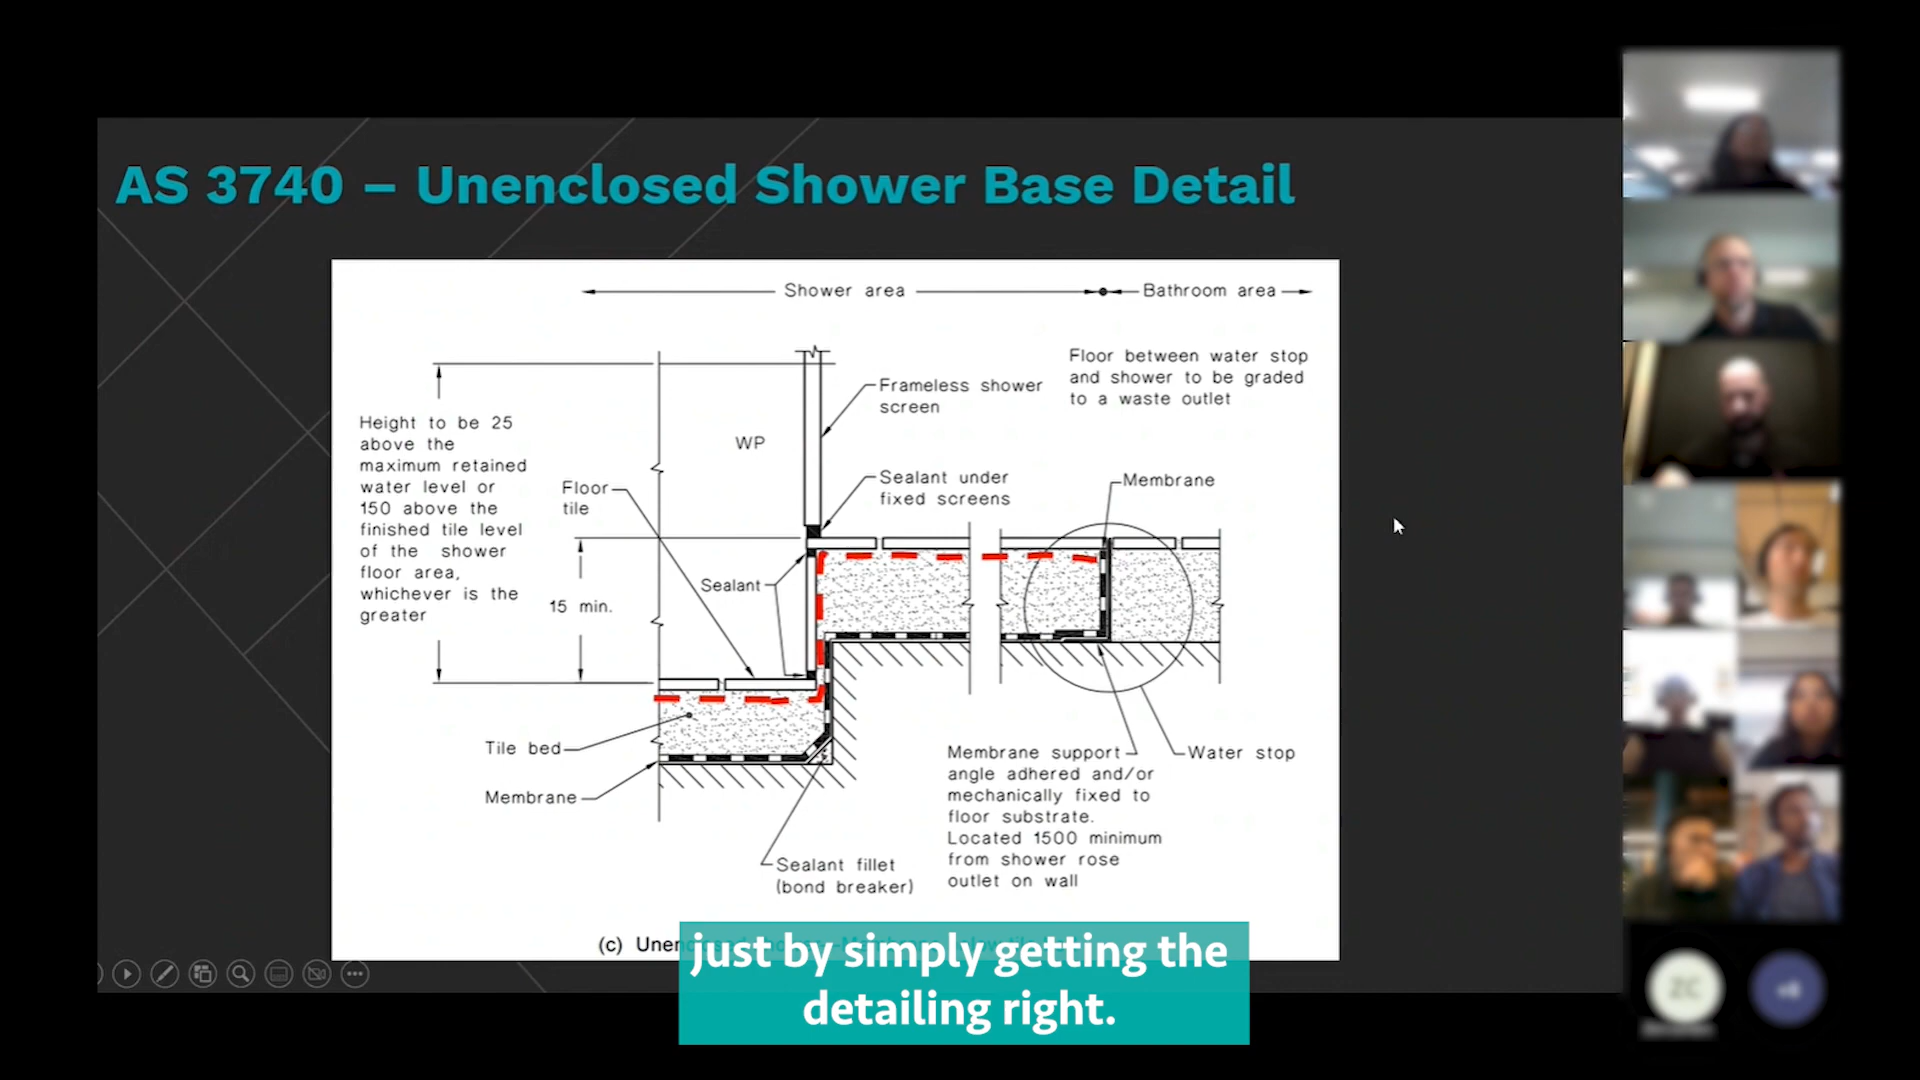 AS 3740 – Unenclosed Shower Base Detail
Shower area
Bathroom area
Floor between water stop
and shower to be graded
to a waste outlet
Frameless shower
screen
Height to be 25
above the
maximum retained
water level or
150 above the
finished tile level
of the shower
floor area,
whichever is the
greater
WP
Floor
tile
Sealant under
fixed screens
Membrane
Sealant
15 min.
Tile bed
Membrane
Membrane support
angle adhered and/or
mechanically fixed to
floor substrate.
Located 1500 minimum
from shower rose
outlet on wall
Water stop
Sealant fillet
(bond breaker)
(c)
just by simply getting the
detailing right.
ZC